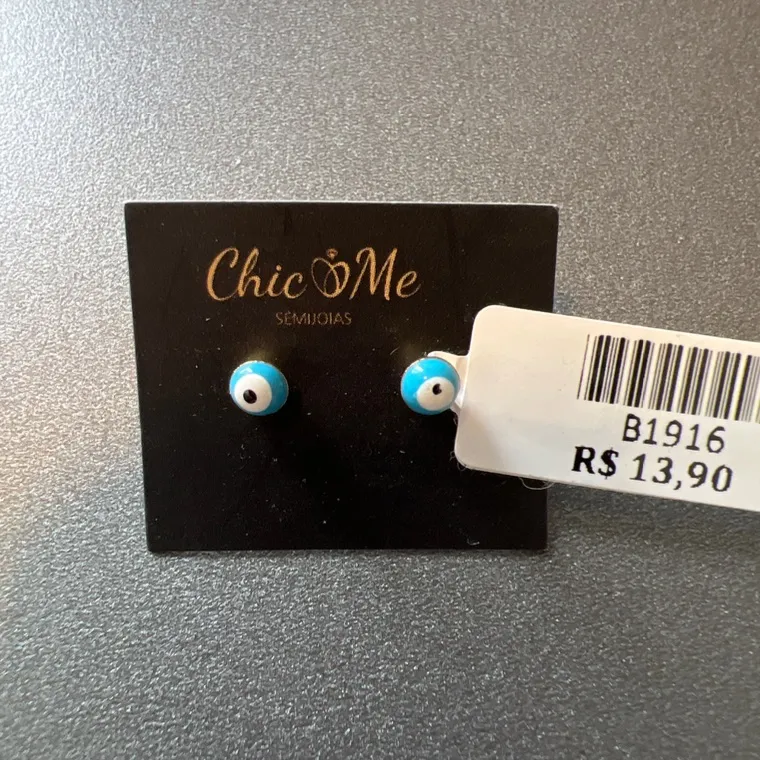 Chic Me
SEMIJOIAS
B1916
R$ 13,90